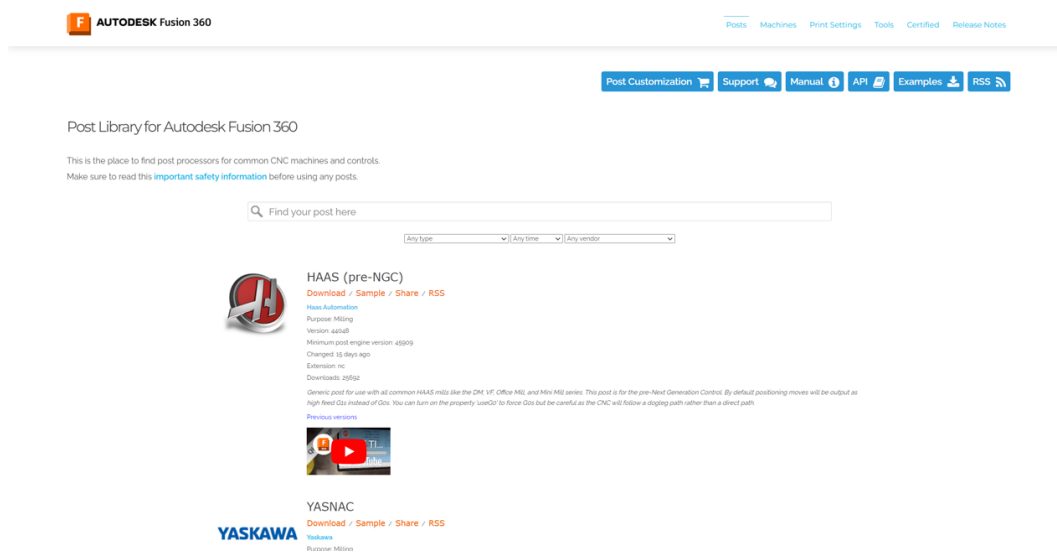 AUTODESK Fusion 360
Posts Machines Print Settings Tools Certified Release Notes
Post Customization Support Manual API Examples RSS
Post Library for Autodesk Fusion 360
This is the place to find post processors for common CNC machines and controls.
Make sure to read this important safety information before using any posts.
Find your post here
Any type Any time Any vendor
HAAS (pre-NGC)
Download / Sample / Share / RSS
Haas Automation
Purpose: Milling
Version: 44048
Minimum post engine version: 45909
Changed: 15 days ago
Extension: nc
Downloads: 25692
Generic post for use with all common HAAS mills like the DM, VF, Office Mill, and Mini Mill series. This post is for the pre-Next Generation Control. By default positioning moves will be output as
high feed G1s instead of G0s. You can turn on the property 'useG0' to force G0s but be careful as the CNC will follow a dogleg path rather than a direct path.
Previous versions
YASNAC
Download / Sample / Share / RSS
YASKAWA
Yaskawa
Purpose: Milling